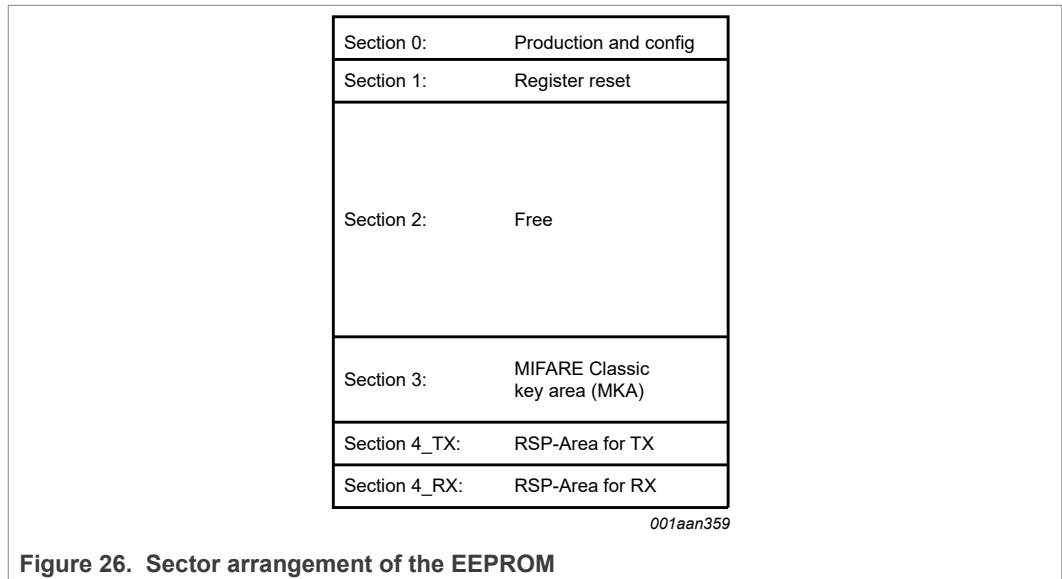 Section 0: Production and config
Section 1: Register reset
Section 2: Free
Section 3: MIFARE Classic
key area (MKA)
Section 4_TX: RSP-Area for TX
Section 4_RX: RSP-Area for RX
001aan359
Figure 26. Sector arrangement of the EEPROM